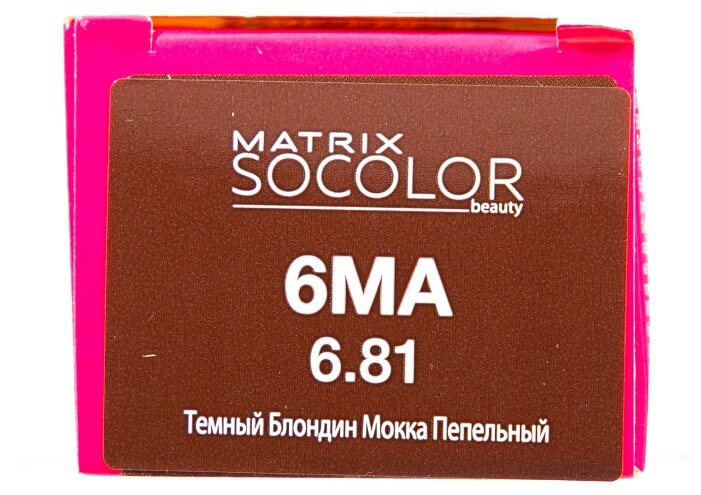 MATRIX
SOCOLOR
beauty
6MA
6.81
Темный Блондин Мокка Пепельный